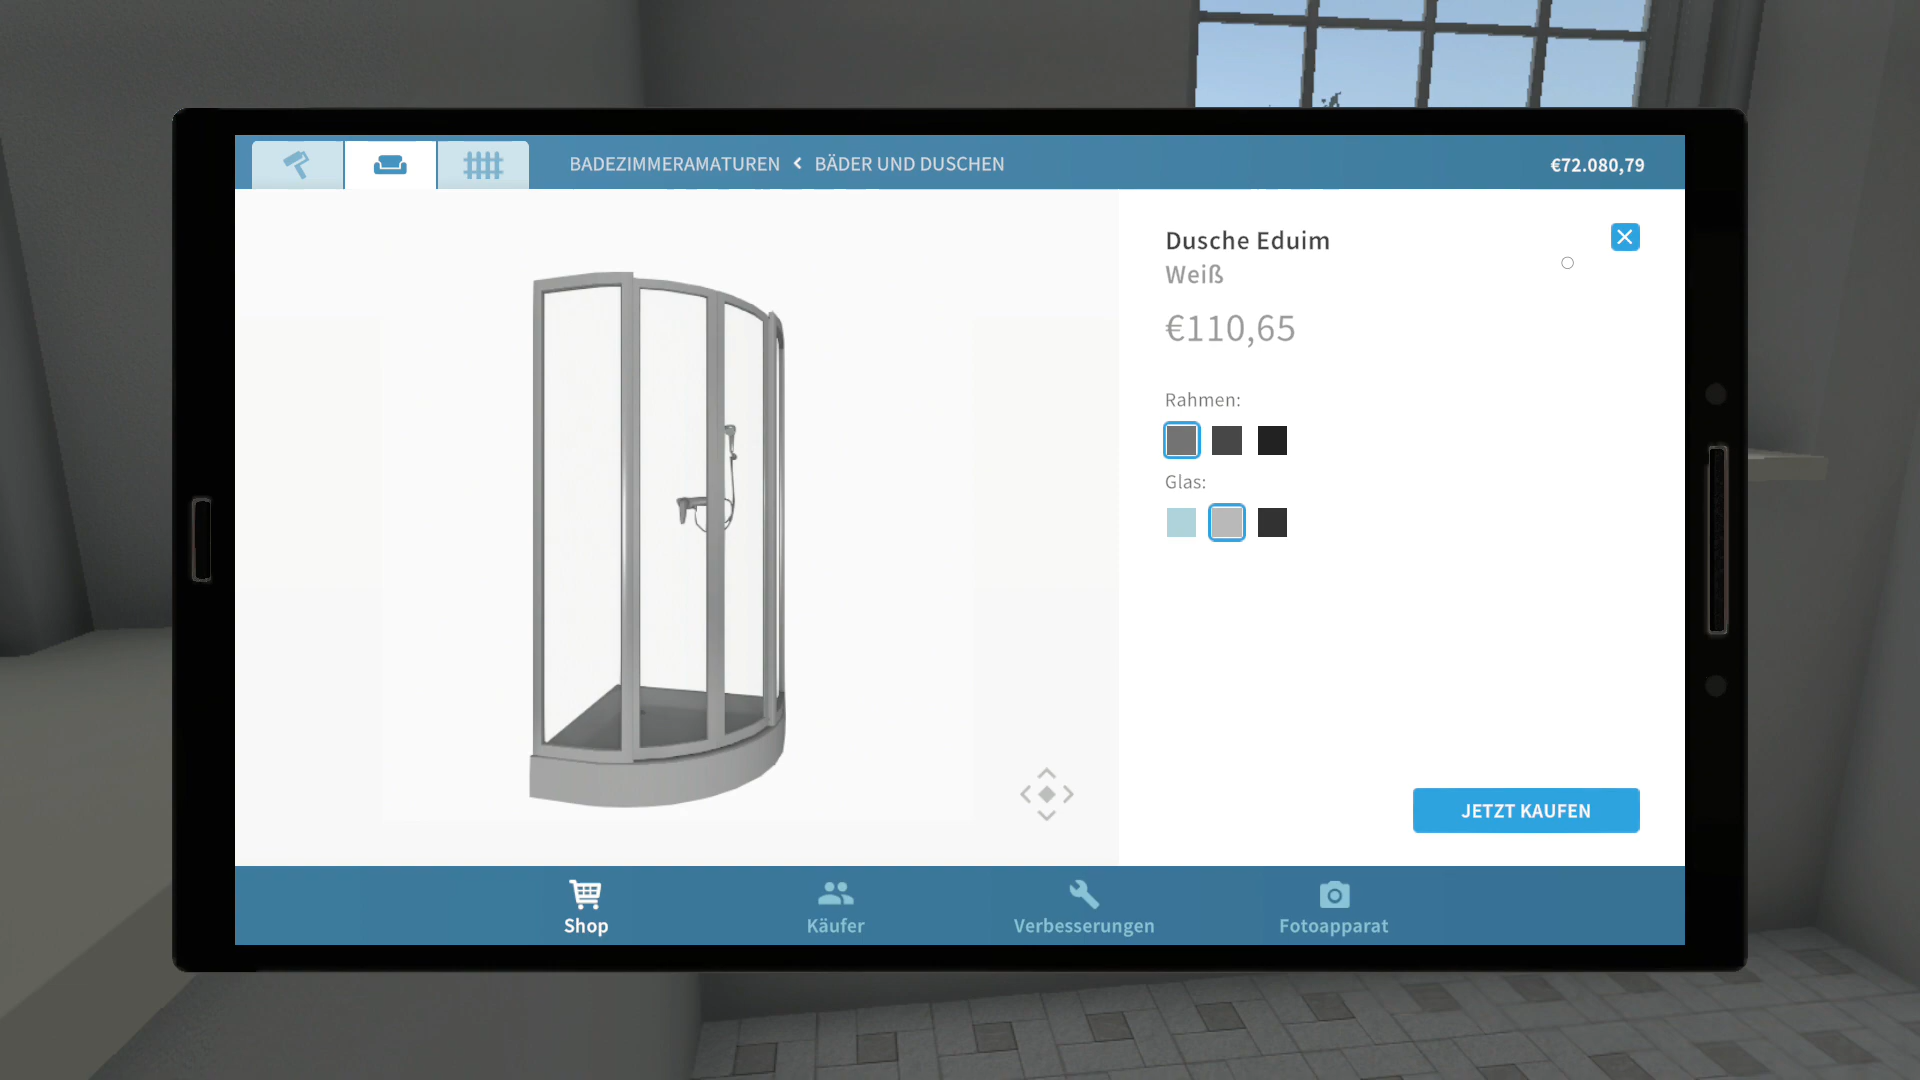 BADEZIMMERAMATUREN < BÄDER UND DUSCHEN
€72.080,79
Dusche Eduim
Weiß
€110,65
Rahmen:
Glas:
JETZT KAUFEN
Shop
Käufer
Verbesserungen
Fotoapparat